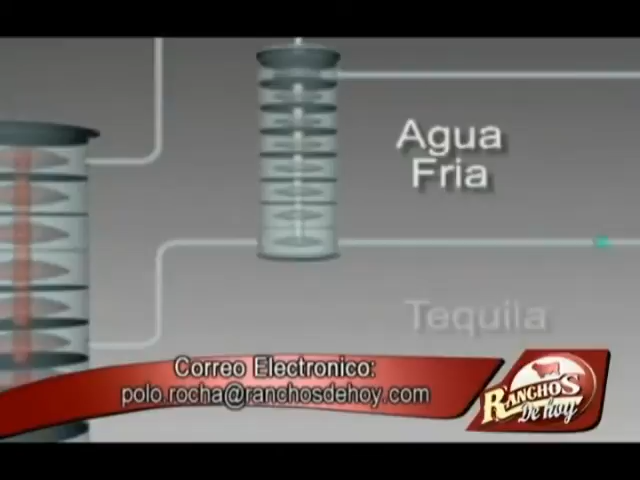 Agua
Fria
Tequila
Correo Electronico:
polo.rocha@ranchosdehoy.com
RANCHOS
De hoy